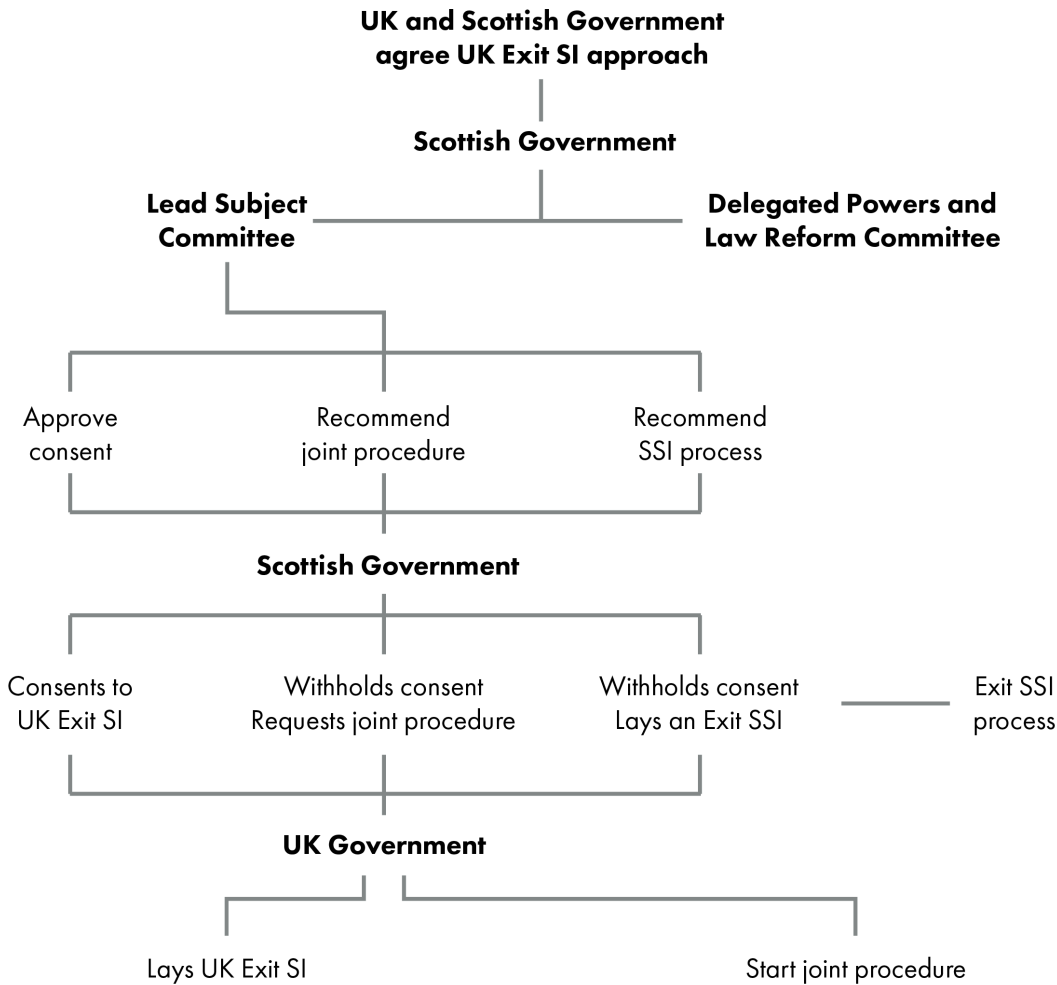 UK and Scottish Government
agree UK Exit SI approach
Scottish Government
Lead Subject
Committee
Delegated Powers and
Law Reform Committee
Approve
consent
Recommend
joint procedure
Recommend
SSI process
Scottish Government
Consents to
UK Exit SI
Withholds consent
Requests joint procedure
Withholds consent
Lays an Exit SSI
Exit SSI
process
UK Government
Lays UK Exit SI
Start joint procedure